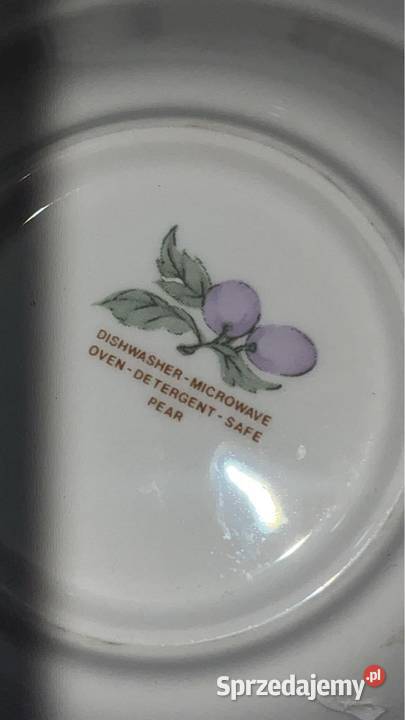 DISHWASHER-MICROWAVE
OVEN-DETERGENT-SAFE
PEAR
Sprzedajemy.pl